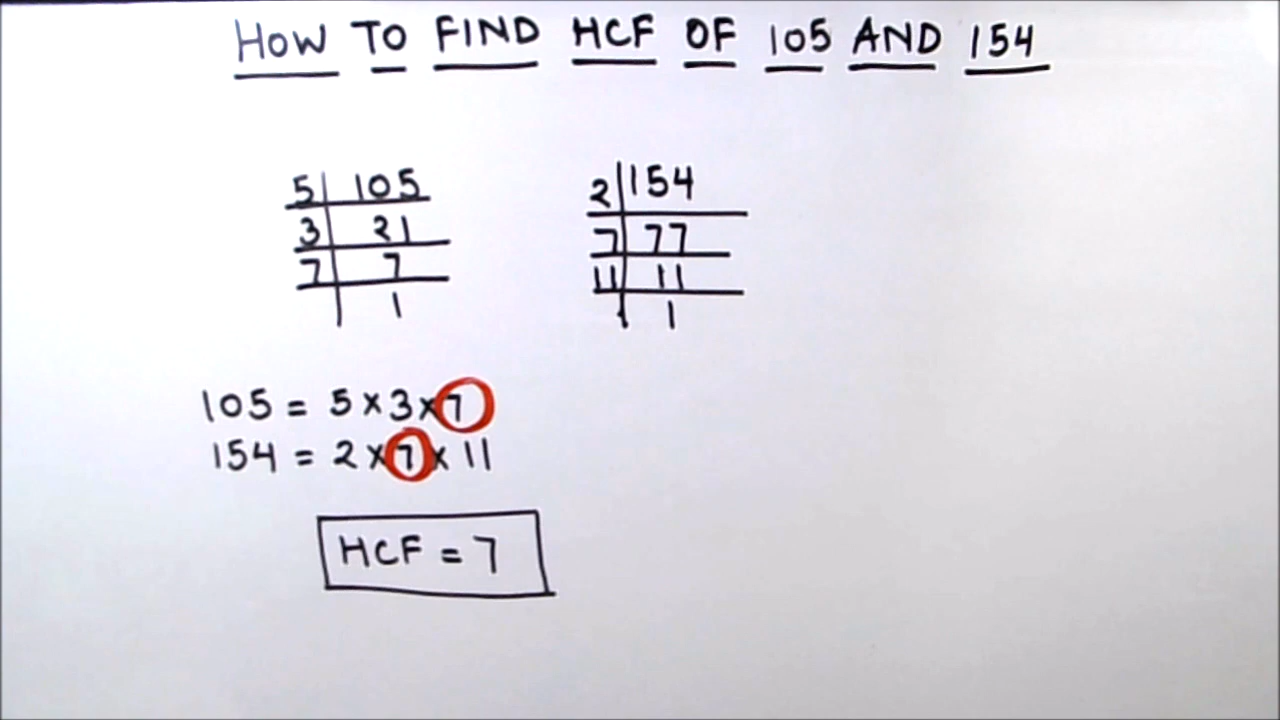 HOW TO FIND HCF OF 105 AND 154
5 105
3 21
7 7
1
2 154
7 77
11 11
1
105 = 5 × 3 × 7
154 = 2 × 7 × 11
HCF = 7